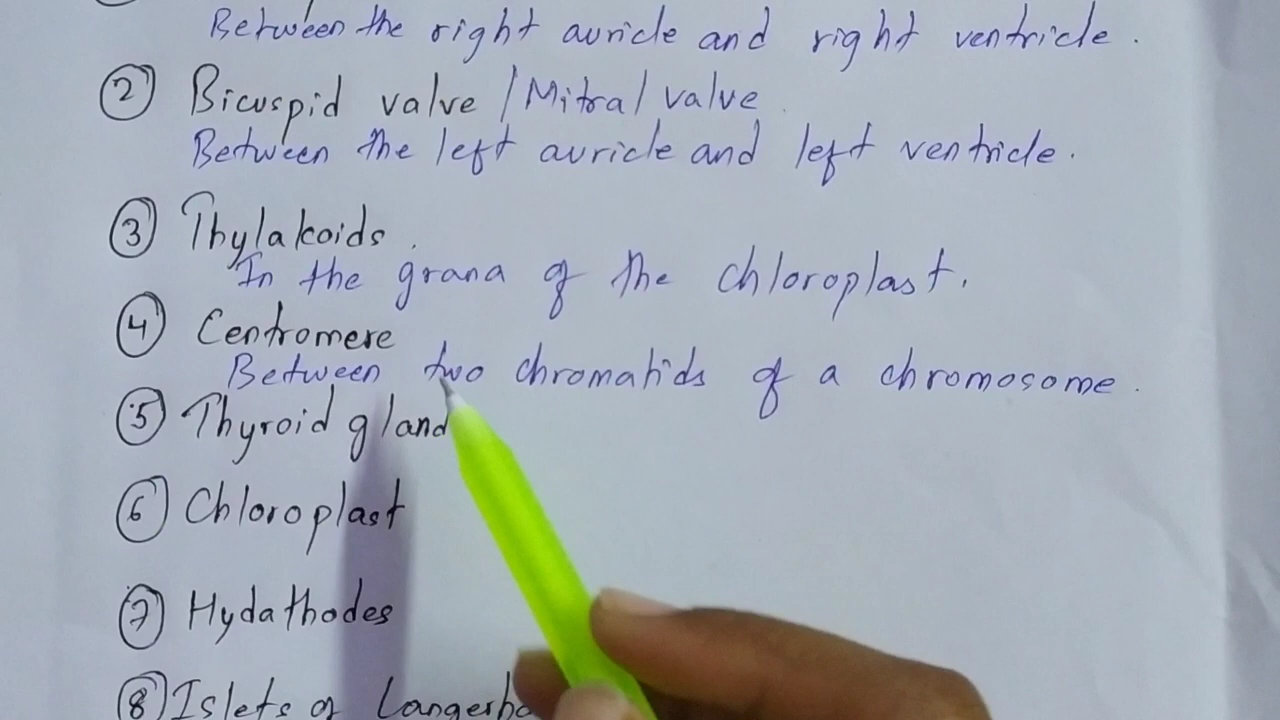 Between the right auricle and right ventricle.
② Bicuspid valve / Mitral valve
Between the left auricle and left ventricle.
③ Thylakoids.
In the grana of the chloroplast.
④ Centromere
Between two chromatids of a chromosome.
⑤ Thyroid gland
⑥ Chloroplast
⑦ Hydathodes
⑧ Islets of